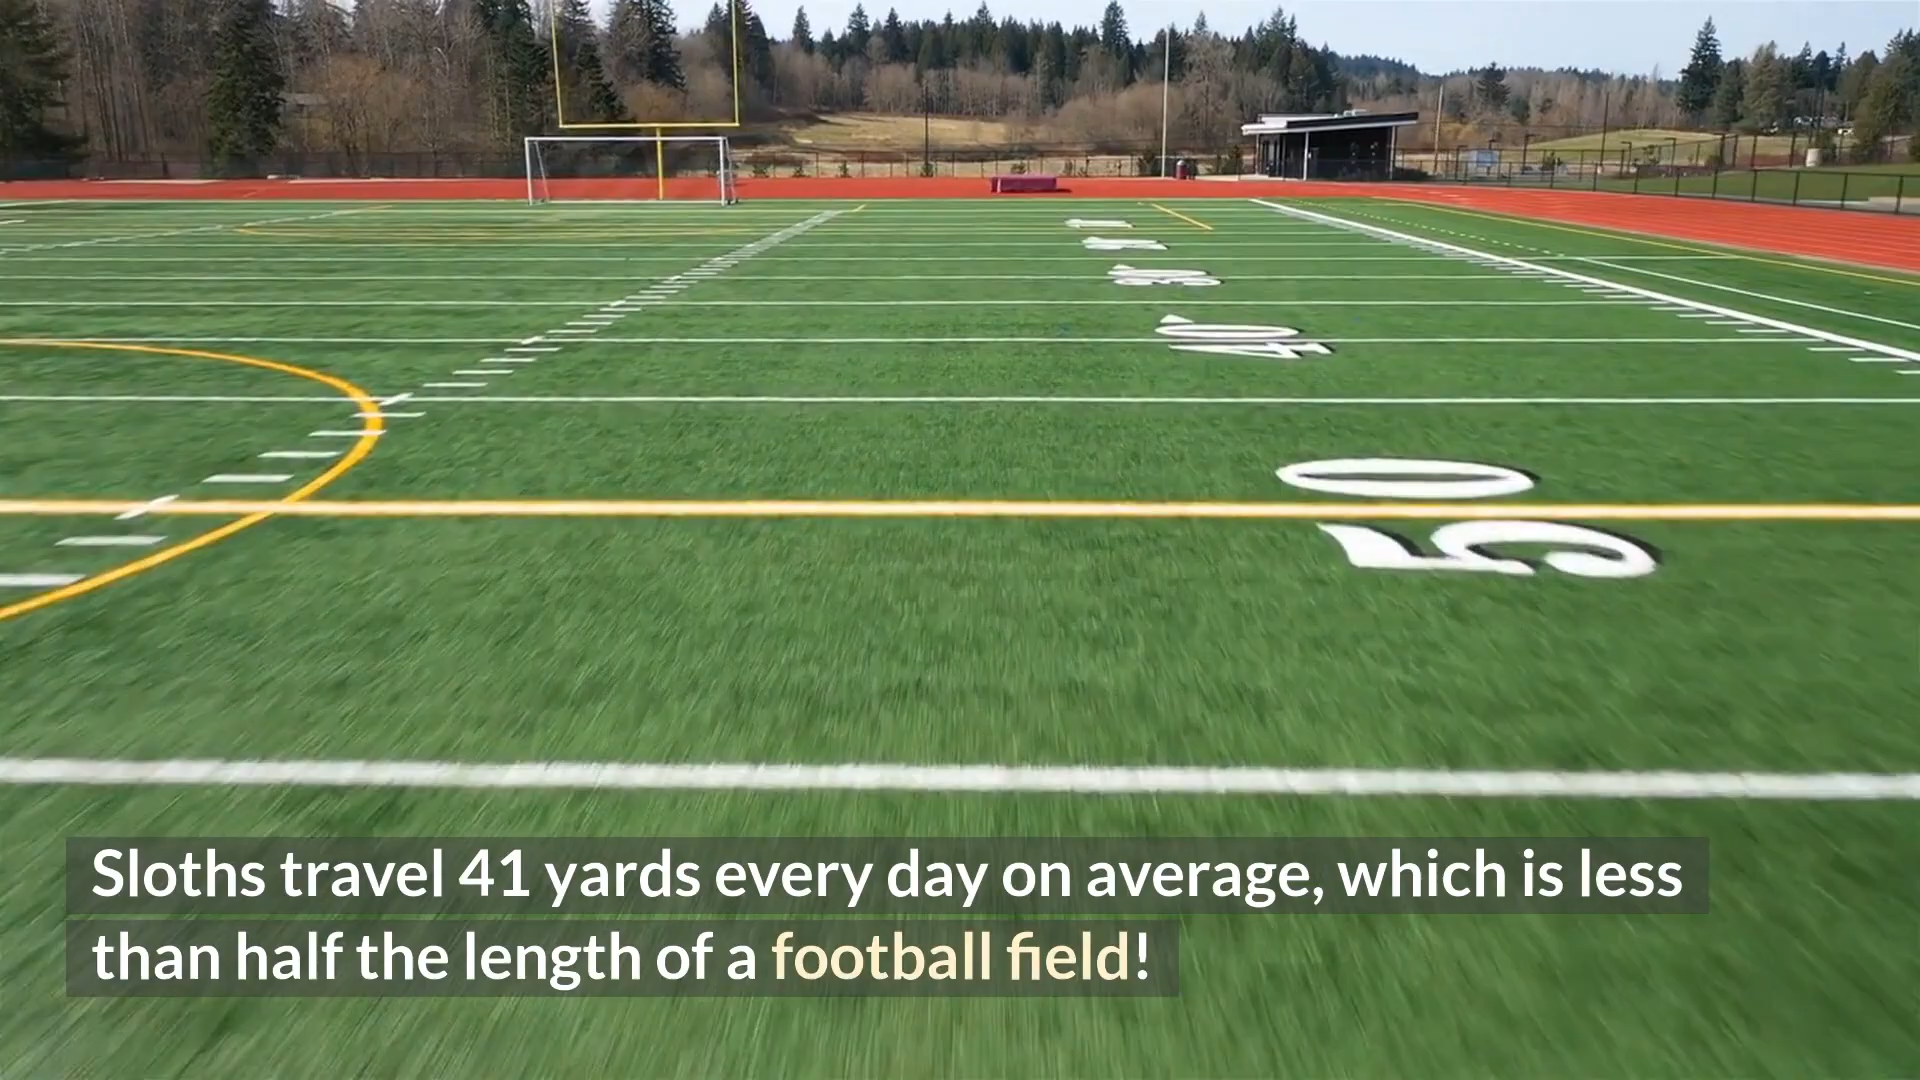 40
50
Sloths travel 41 yards every day on average, which is less
than half the length of a football field!